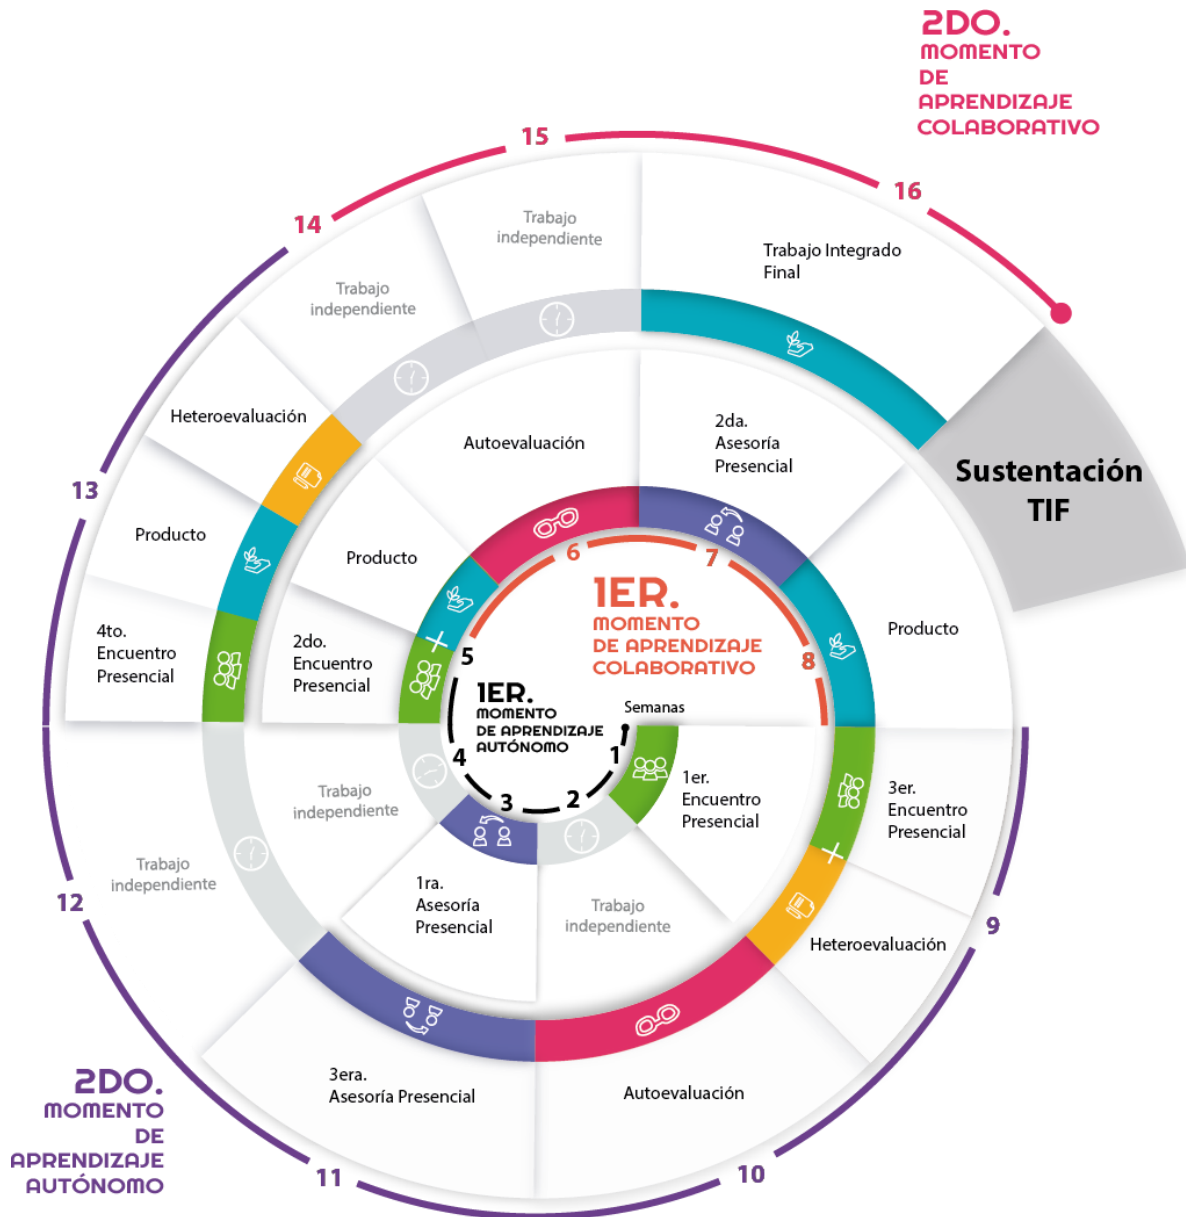 2DO.
MOMENTO
DE
APRENDIZAJE
COLABORATIVO
15
14
16
Trabajo
independiente
Trabajo Integrado
Final
Trabajo
independiente
Heteroevaluación
Autoevaluación
2da.
Asesoría
Presencial
Sustentación
TIF
13
Producto
Producto
6
7
1ER.
MOMENTO
DE APRENDIZAJE
COLABORATIVO
8
Producto
4to.
Encuentro
Presencial
2do.
Encuentro
Presencial
5
1ER.
MOMENTO
DE APRENDIZAJE
AUTÓNOMO
Semanas
1
2
3
4
1er.
Encuentro
Presencial
3er.
Encuentro
Presencial
Trabajo
independiente
Trabajo
independiente
12
1ra.
Asesoría
Presencial
Trabajo
independiente
9
Heteroevaluación
3era.
Asesoría Presencial
Autoevaluación
2DO.
MOMENTO
DE
APRENDIZAJE
AUTÓNOMO
11
10